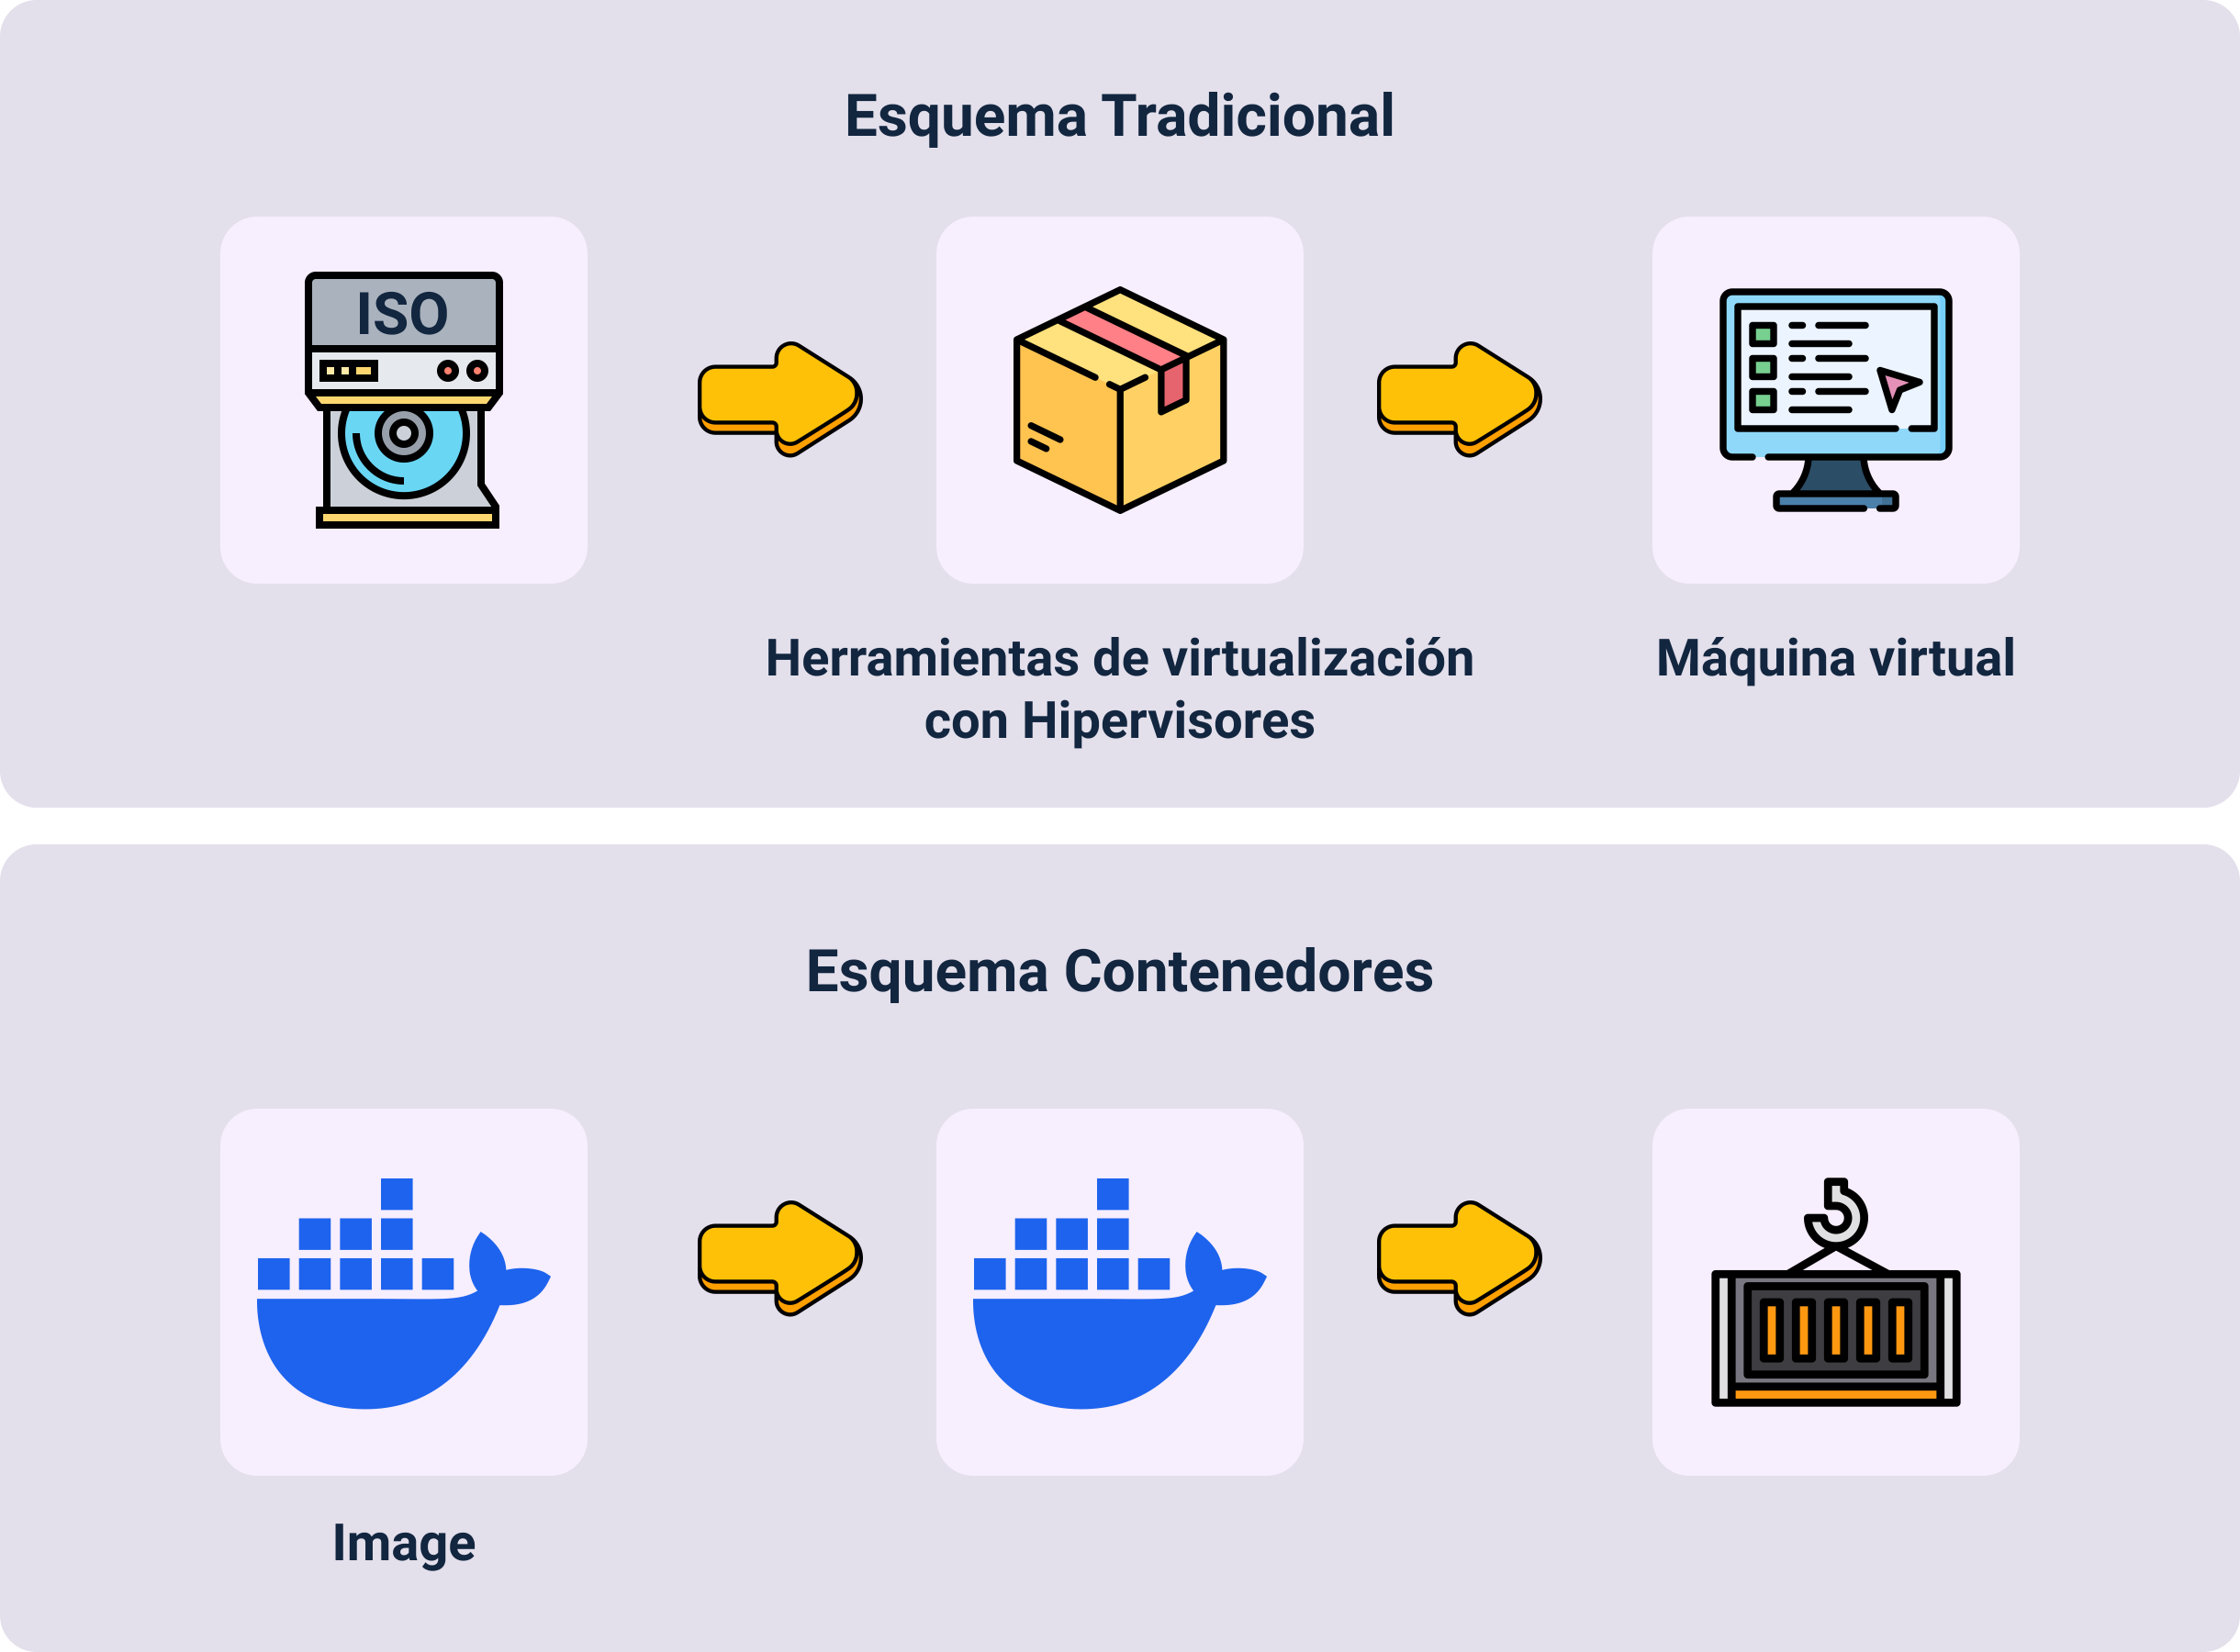 Esquema Tradicional
ISO
Herramientas de virtualización
con Hipervisores
Máquina virtual
Esquema Contenedores
Image